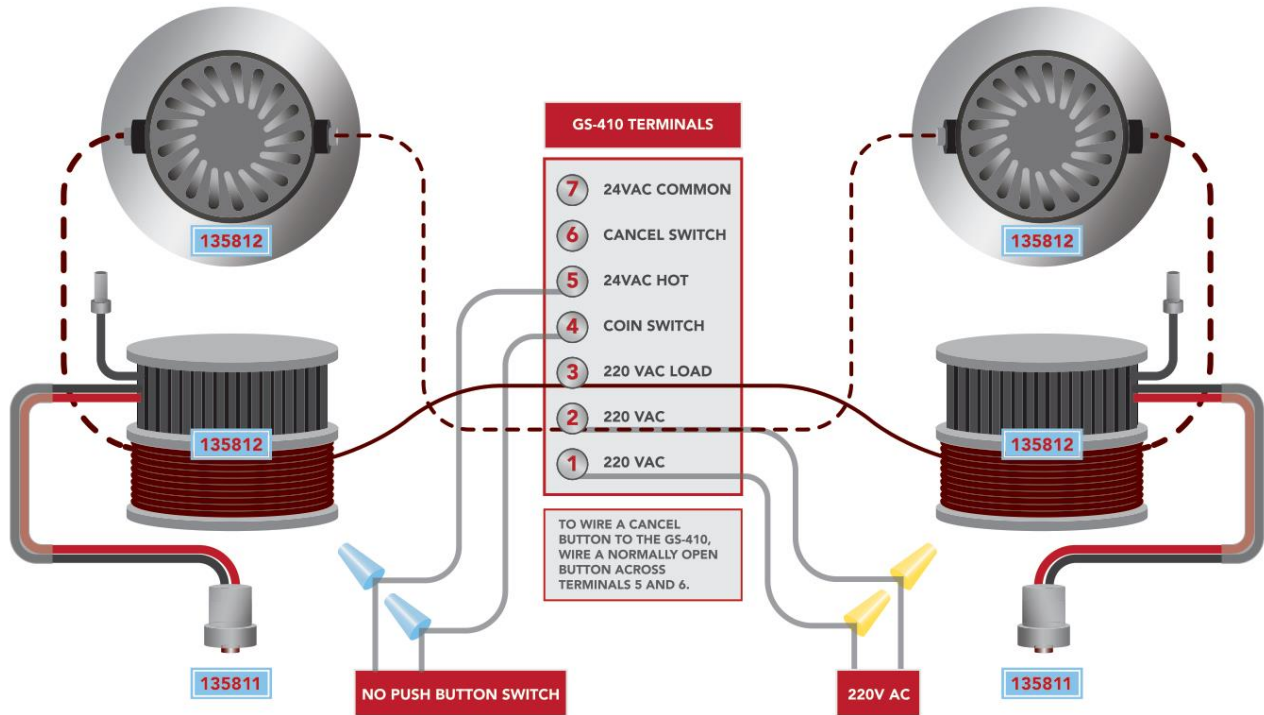 GS-410 TERMINALS
135812
135812
7 24VAC COMMON
6 CANCEL SWITCH
5 24VAC HOT
4 COIN SWITCH
3 220 VAC LOAD
2 220 VAC
1 220 VAC
135812
135812
TO WIRE A CANCEL
BUTTON TO THE GS-410,
WIRE A NORMALLY OPEN
BUTTON ACROSS
TERMINALS 5 AND 6.
135811
NO PUSH BUTTON SWITCH
220V AC
135811